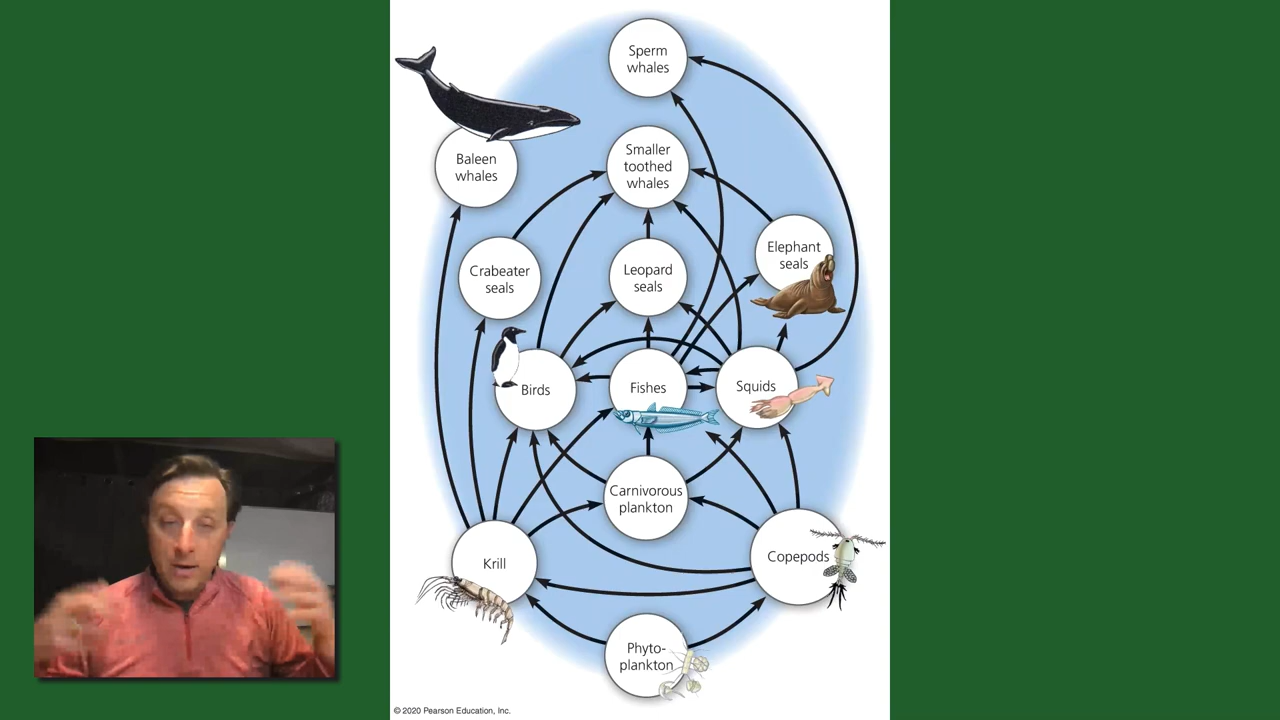 Sperm
whales
Baleen
whales
Smaller
toothed
whales
Crabeater
seals
Leopard
seals
Elephant
seals
Birds
Fishes
Squids
Carnivorous
plankton
Krill
Copepods
Phyto-
plankton
© 2020 Pearson Education, Inc.